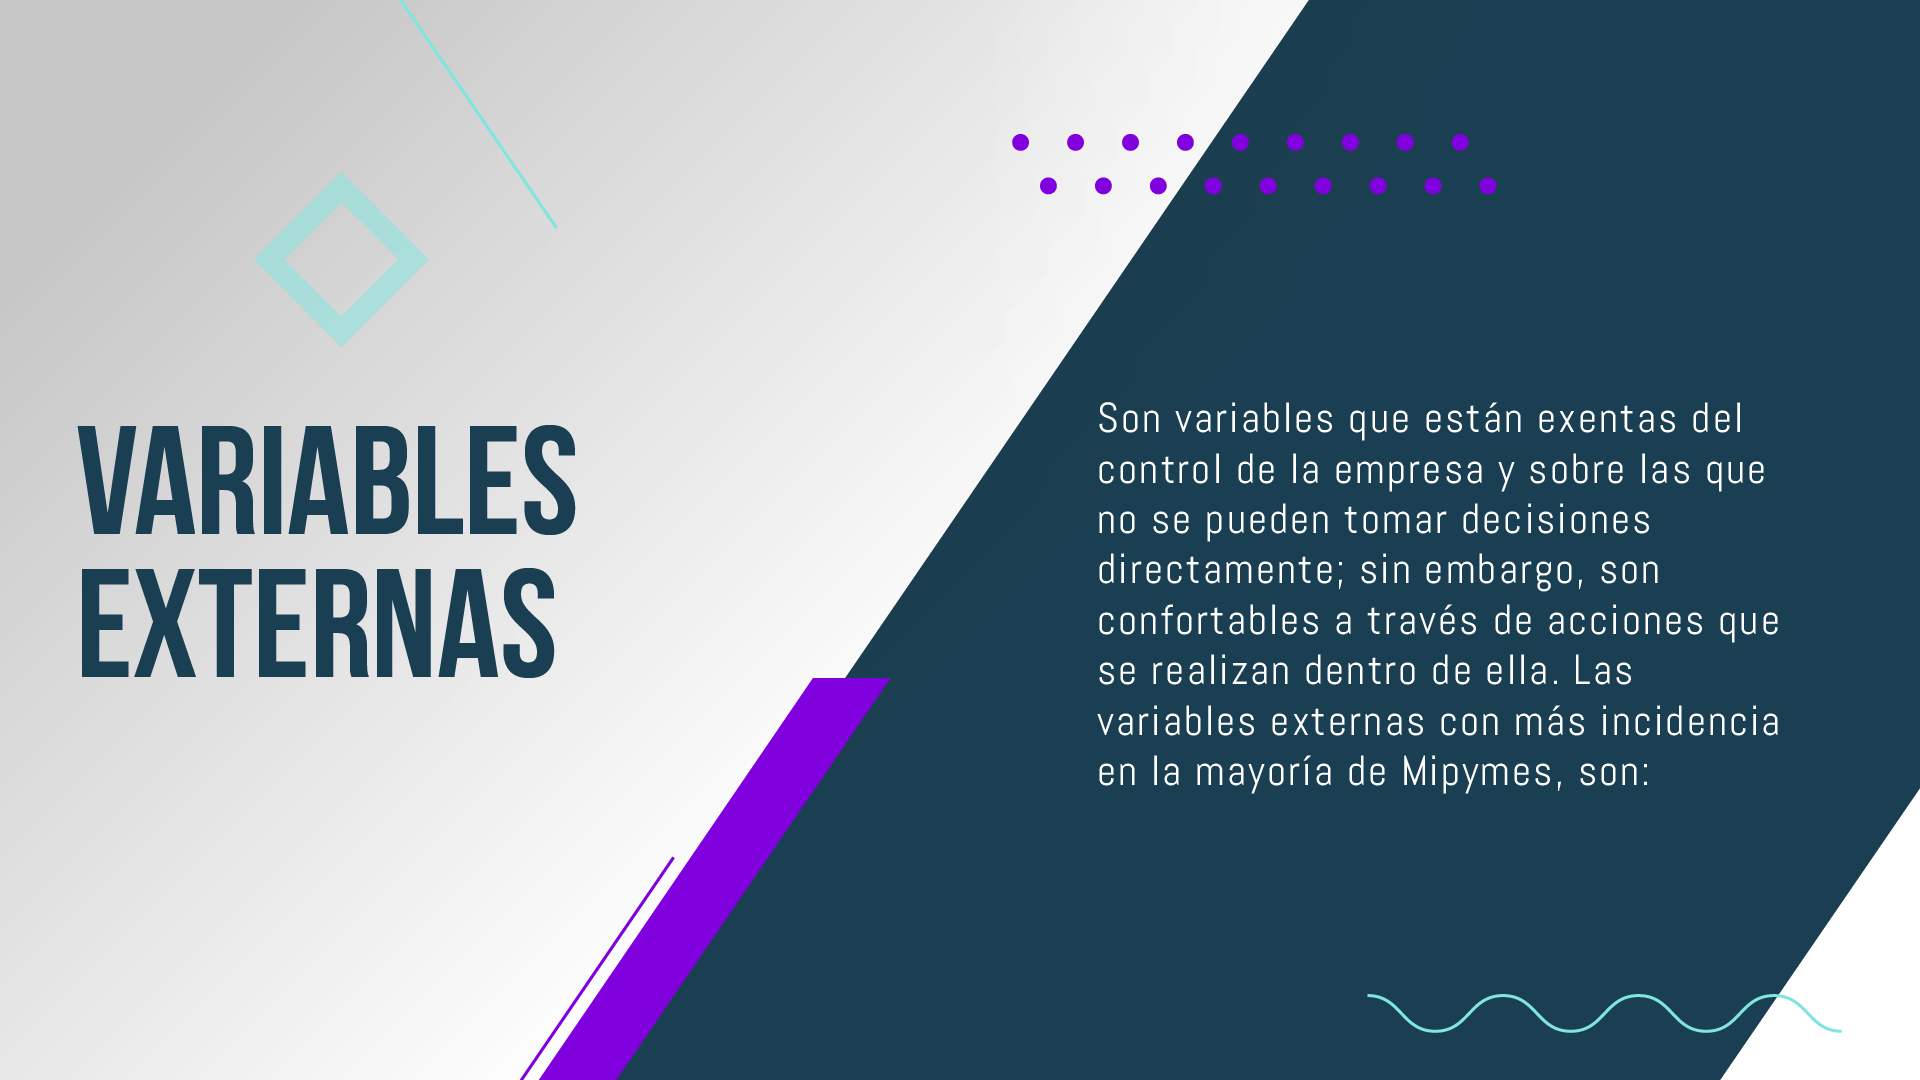 VARIABLES
EXTERNAS
Son variables que están exentas del
control de la empresa y sobre las que
no se pueden tomar decisiones
directamente; sin embargo, son
confortables a través de acciones que
se realizan dentro de ella. Las
variables externas con más incidencia
en la mayoría de Mipymes, son: